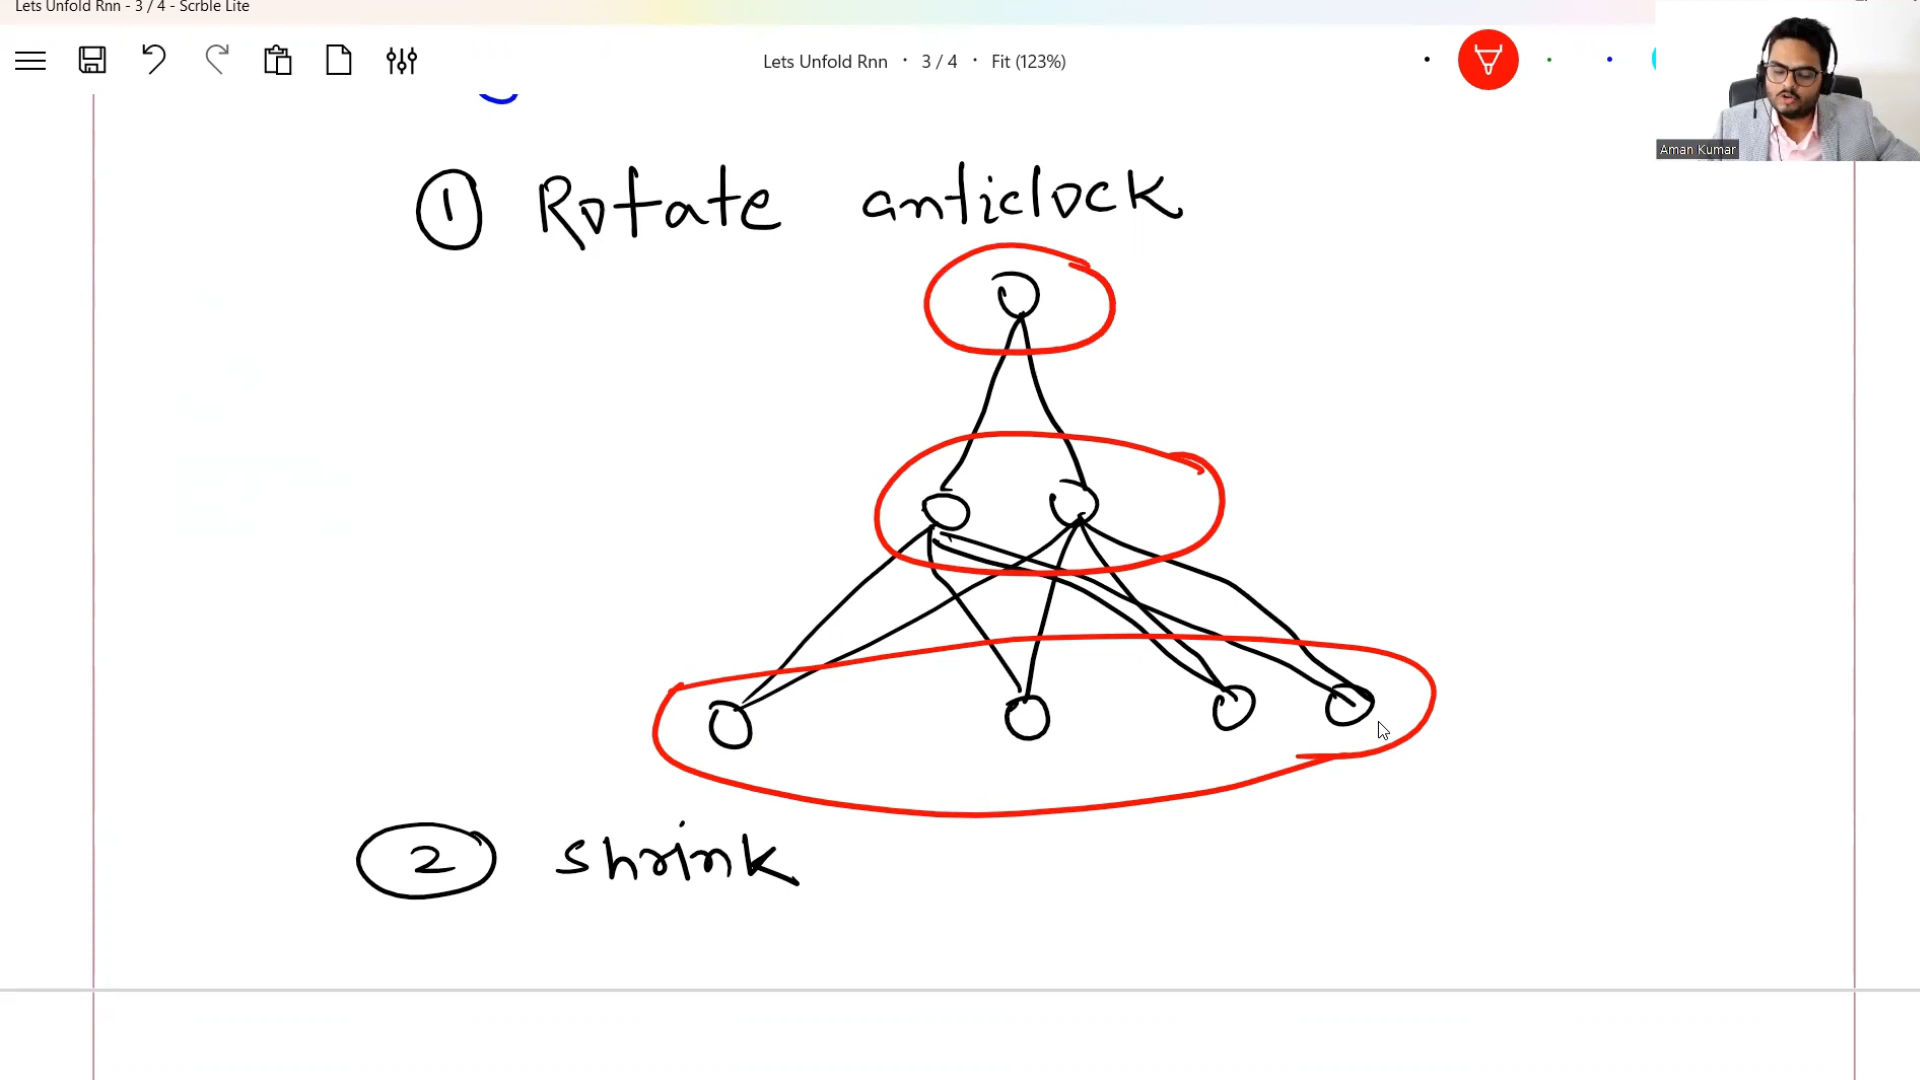 Lets Unfold Rnn - 3 / 4 - Scrble Lite
Lets Unfold Rnn · 3 / 4 · Fit (123%)
Aman Kumar
1 Rotate anticlock
2 shrink